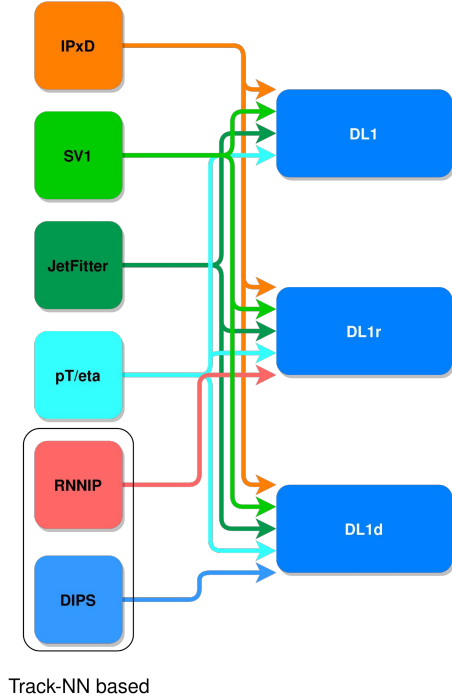 IPxD
SV1
JetFitter
pT/eta
RNNIP
DIPS
DL1
DL1r
DL1d
Track-NN based